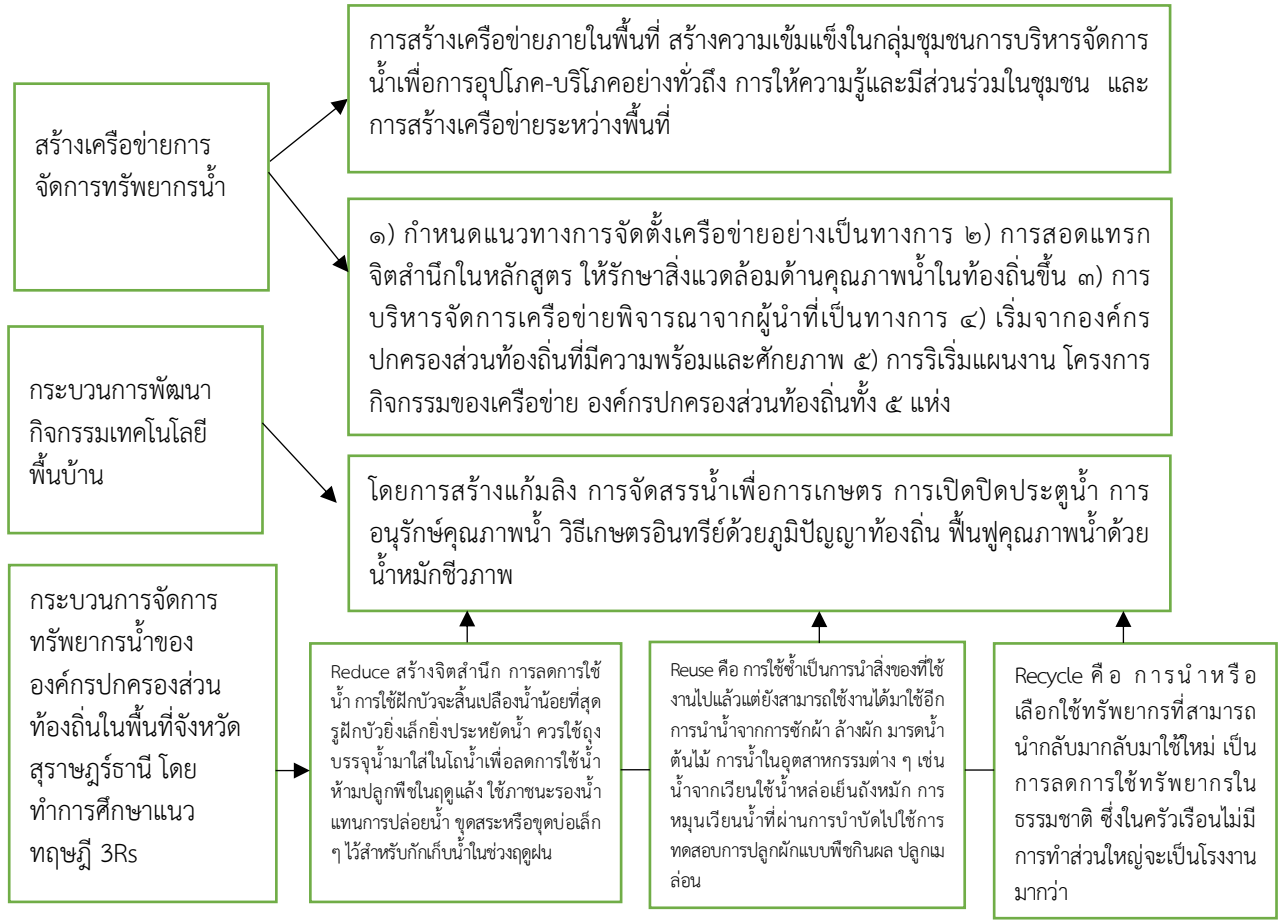 การสร้างเครือข่ายภายในพื้นที่ สร้างความเข้มแข็งในกลุ่มชุมชนการบริหารจัดการ
น้ำเพื่อการอุปโภค-บริโภคอย่างทั่วถึง การให้ความรู้และมีส่วนร่วมในชุมชน และ
การสร้างเครือข่ายระหว่างพื้นที่
สร้างเครือข่ายการ
จัดการทรัพยากรน้ำ
๑) กำหนดแนวทางการจัดตั้งเครือข่ายอย่างเป็นทางการ ๒) การสอดแทรก
จิตสำนึกในหลักสูตร ให้รักษาสิ่งแวดล้อมด้านคุณภาพน้ำในท้องถิ่นขึ้น ๓) การ
บริหารจัดการเครือข่ายพิจารณาจากผู้นำที่เป็นทางการ ๔) เริ่มจากองค์กร
ปกครองส่วนท้องถิ่นที่มีความพร้อมและศักยภาพ ๕) การริเริ่มแผนงาน โครงการ
กิจกรรมของเครือข่าย องค์กรปกครองส่วนท้องถิ่นทั้ง ๕ แห่ง
กระบวนการพัฒนา
กิจกรรมเทคโนโลยี
พื้นบ้าน
โดยการสร้างแก้มลิง การจัดสรรน้ำเพื่อการเกษตร การเปิดปิดประตูน้ำ การ
อนุรักษ์คุณภาพน้ำ วิธีเกษตรอินทรีย์ด้วยภูมิปัญญาท้องถิ่น ฟื้นฟูคุณภาพน้ำด้วย
น้ำหมักชีวภาพ
กระบวนการจัดการ
ทรัพยากรน้ำของ
องค์กรปกครองส่วน
ท้องถิ่นในพื้นที่จังหวัด
สุราษฎร์ธานี โดย
ทำการศึกษาแนว
ทฤษฎี 3Rs
Reduce สร้างจิตสำนึก การลดการใช้
น้ำ การใช้ฝักบัวจะสิ้นเปลืองน้ำน้อยที่สุด
รูฝักบัวยิ่งเล็กยิ่งประหยัดน้ำ ควรใช้ถุง
บรรจุน้ำมาใส่ในโถน้ำเพื่อลดการใช้น้ำ
ห้ามปลูกพืชในฤดูแล้ง ใช้ภาชนะรองน้ำ
แทนการปล่อยน้ำ ขุดสระหรือขุดบ่อเล็ก
ๆ ไว้สำหรับกักเก็บน้ำในช่วงฤดูฝน
Reuse คือ การใช้ซ้ำเป็นการนำสิ่งของที่ใช้
งานไปแล้วแต่ยังสามารถใช้งานได้มาใช้อีก
การนำน้ำจากการซักผ้า ล้างผัก มารดน้ำ
ต้นไม้ การน้ำในอุตสาหกรรมต่าง ๆ เช่น
น้ำจากเวียนใช้น้ำหล่อเย็นถังหมัก การ
หมุนเวียนน้ำที่ผ่านการบำบัดไปใช้การ
ทดสอบการปลูกผักแบบพืชกินผล ปลูกเม
ล่อน
Recycle คือ การนำหรือ
เลือกใช้ทรัพยากรที่สามารถ
นำกลับมากลับมาใช้ใหม่ เป็น
การลดการใช้ทรัพยากรใน
ธรรมชาติ ซึ่งในครัวเรือนไม่มี
การทำส่วนใหญ่จะเป็นโรงงาน
มากว่า